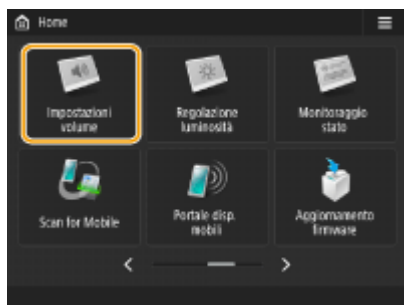 Home
Impostazioni
volume
Regolazione
luminosità
Monitoraggio
stato
Scan for Mobile
Portale disp.
mobili
Aggiornamento
firmware